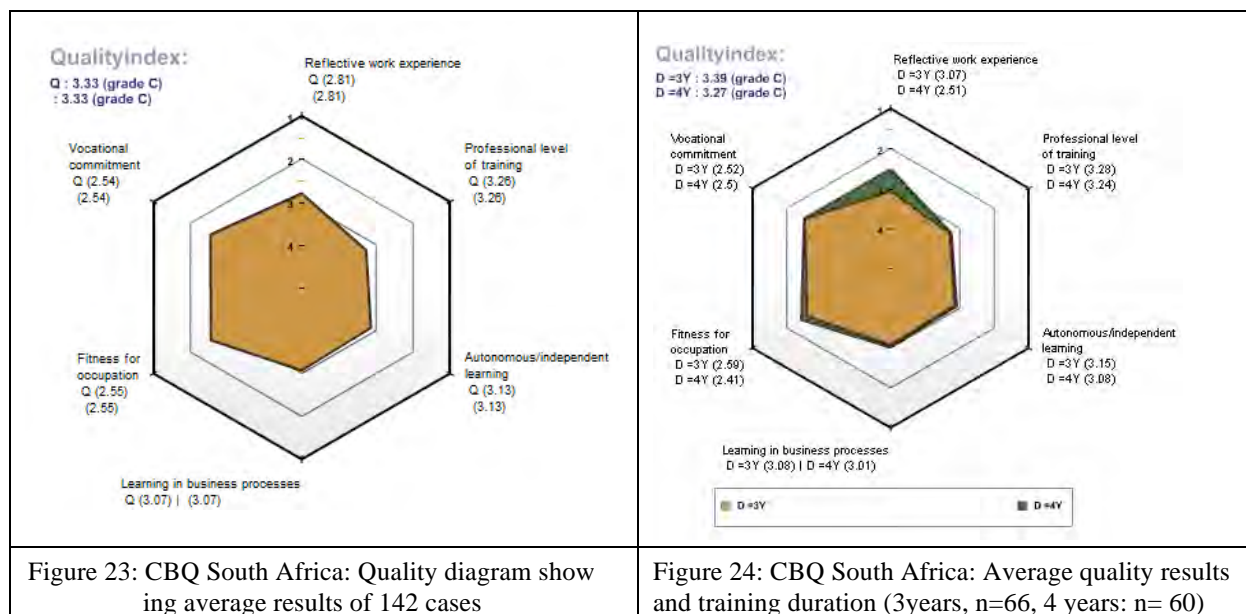 Qualityindex:
Q : 3.33 (grade C)
: 3.33 (grade C)
Reflective work experience
Q (2.81)
(2.81)
Vocational
commitment
Q (2.54)
(2.54)
Professional level
of training
Q (3.26)
(3.26)
1
2
3
4
Fitness for
occupation
Q (2.55)
(2.55)
Autonomous/independent
learning
Q (3.13)
(3.13)
Learning in business processes
Q (3.07) | (3.07)
Qualityindex:
D =3Y : 3.39 (grade C)
D =4Y : 3.27 (grade C)
Reflective work experience
D =3Y (3.07)
D =4Y (2.51)
Vocational
commitment
D =3Y (2.52)
D =4Y (2.5)
Professional level
of training
D =3Y (3.28)
D =4Y (3.24)
1
2
4
Fitness for
occupation
D =3Y (2.59)
D =4Y (2.41)
Autonomous/independent
learning
D =3Y (3.15)
D =4Y (3.08)
Learning in business processes
D =3Y (3.08) | D =4Y (3.01)
D =3Y
D =4Y
Figure 23: CBQ South Africa: Quality diagram show
ing average results of 142 cases
Figure 24: CBQ South Africa: Average quality results
and training duration (3years, n=66, 4 years: n= 60)